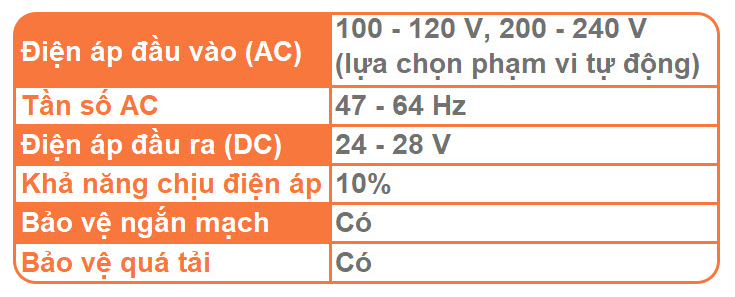 Điện áp đầu vào (AC)
100 - 120 V, 200 - 240 V
(lựa chọn phạm vi tự động)
Tần số AC
47 - 64 Hz
Điện áp đầu ra (DC)
24 - 28 V
Khả năng chịu điện áp
10%
Bảo vệ ngắn mạch
Có
Bảo vệ quá tải
Có